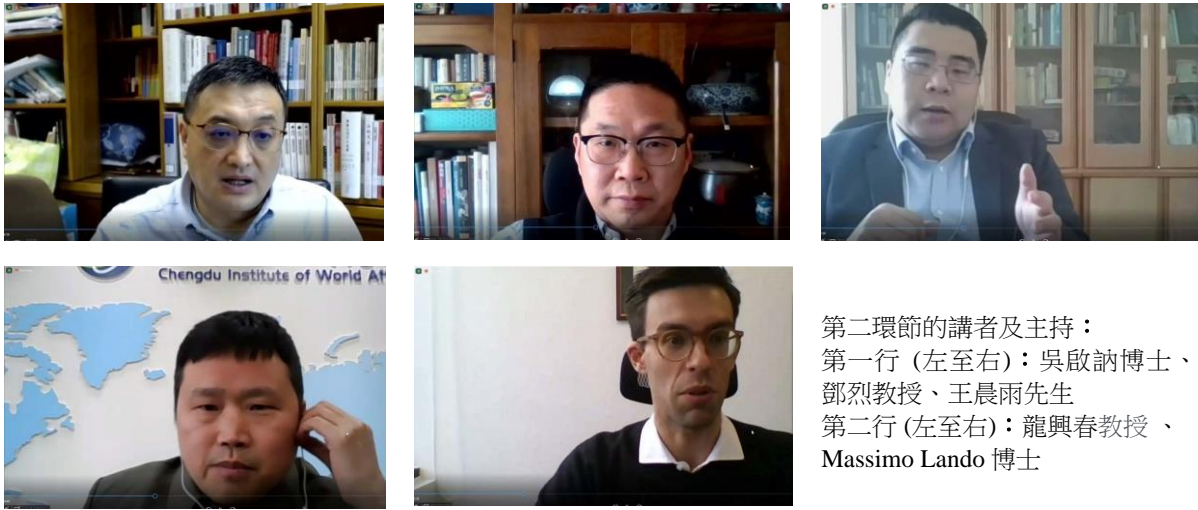 Chengdu Institute of World Af
第二環節的講者及主持：
第一行 (左至右)：吳啟訥博士、
鄧烈教授、王晨雨先生
第二行 (左至右)：龍興春教授 、
Massimo Lando 博士